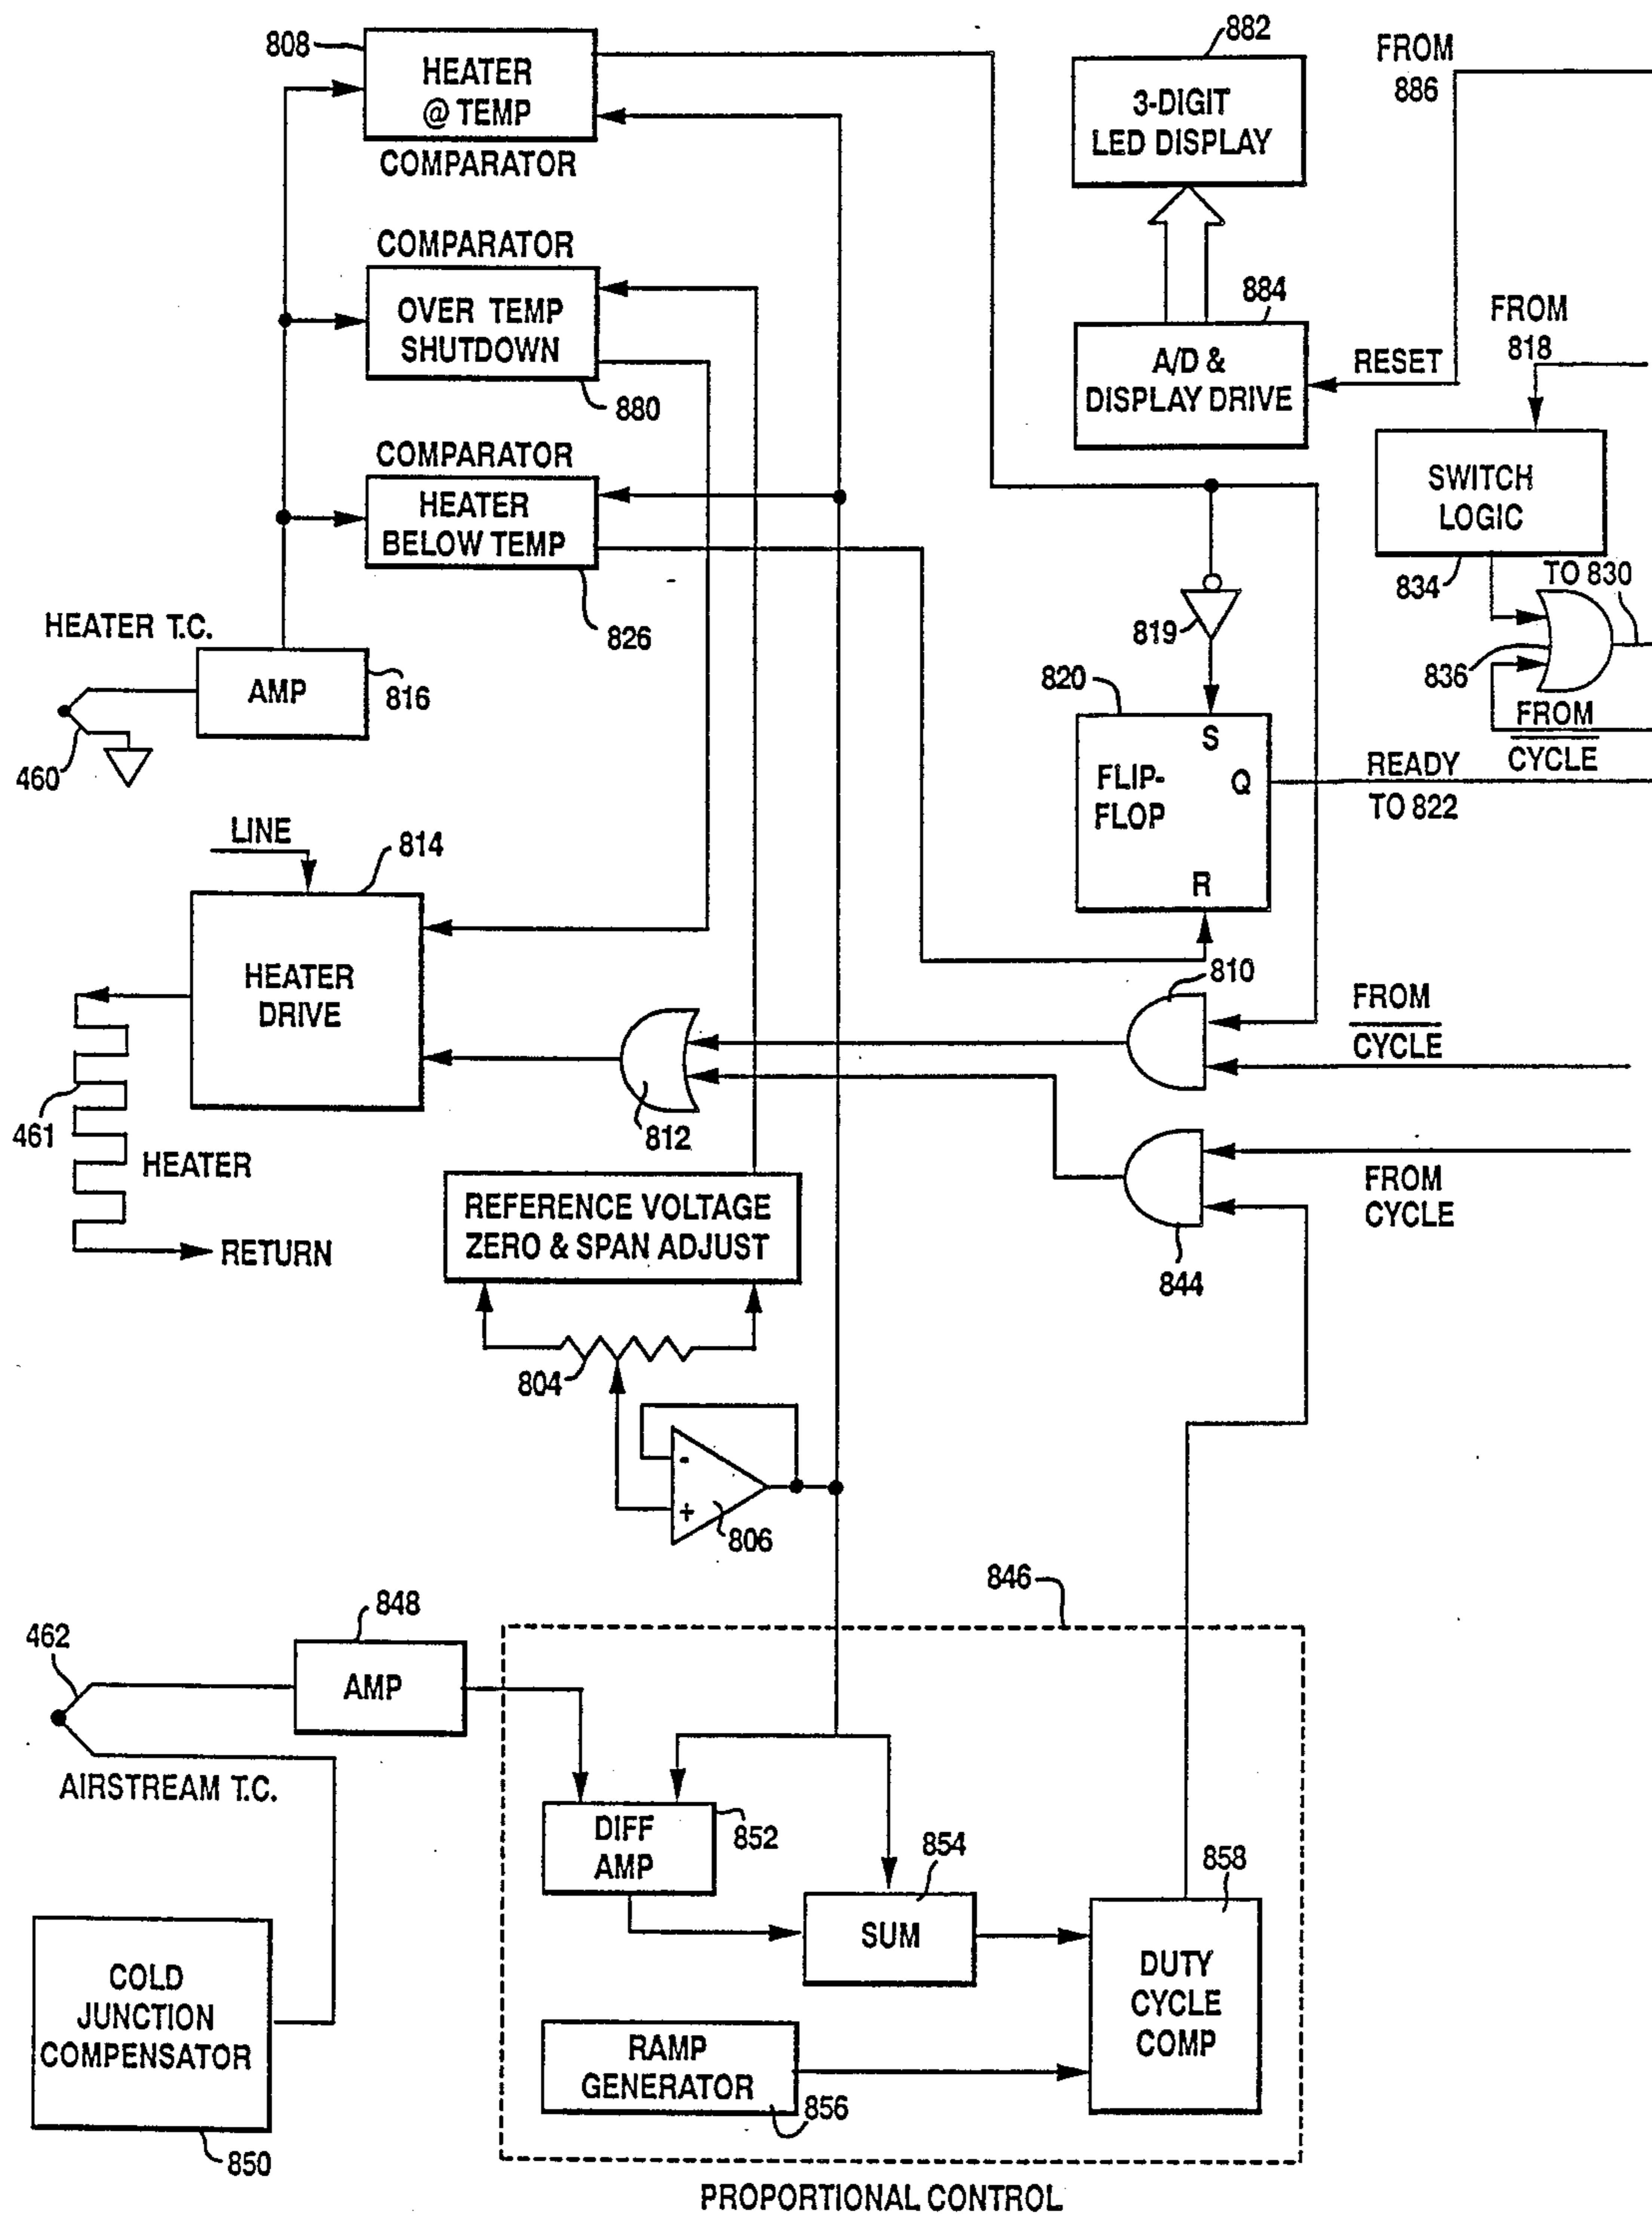 808
HEATER
@ TEMP
COMPARATOR
882
3-DIGIT
LED DISPLAY
FROM
886
COMPARATOR
OVER TEMP
SHUTDOWN
880
884
A/D &
DISPLAY DRIVE
RESET
FROM
818
COMPARATOR
HEATER
BELOW TEMP
826
SWITCH
LOGIC
834
TO 830
836
819
HEATER T.C.
AMP
816
460
820
S
FLIP-
FLOP
Q
R
FROM
CYCLE
READY
TO 822
LINE
814
HEATER
DRIVE
810
FROM
CYCLE
461
HEATER
812
RETURN
FROM
CYCLE
844
REFERENCE VOLTAGE
ZERO & SPAN ADJUST
804
-
+
806
846
848
462
AMP
AIRSTREAM T.C.
DIFF
AMP
852
854
SUM
858
DUTY
CYCLE
COMP
COLD
JUNCTION
COMPENSATOR
850
RAMP
GENERATOR
856
PROPORTIONAL CONTROL